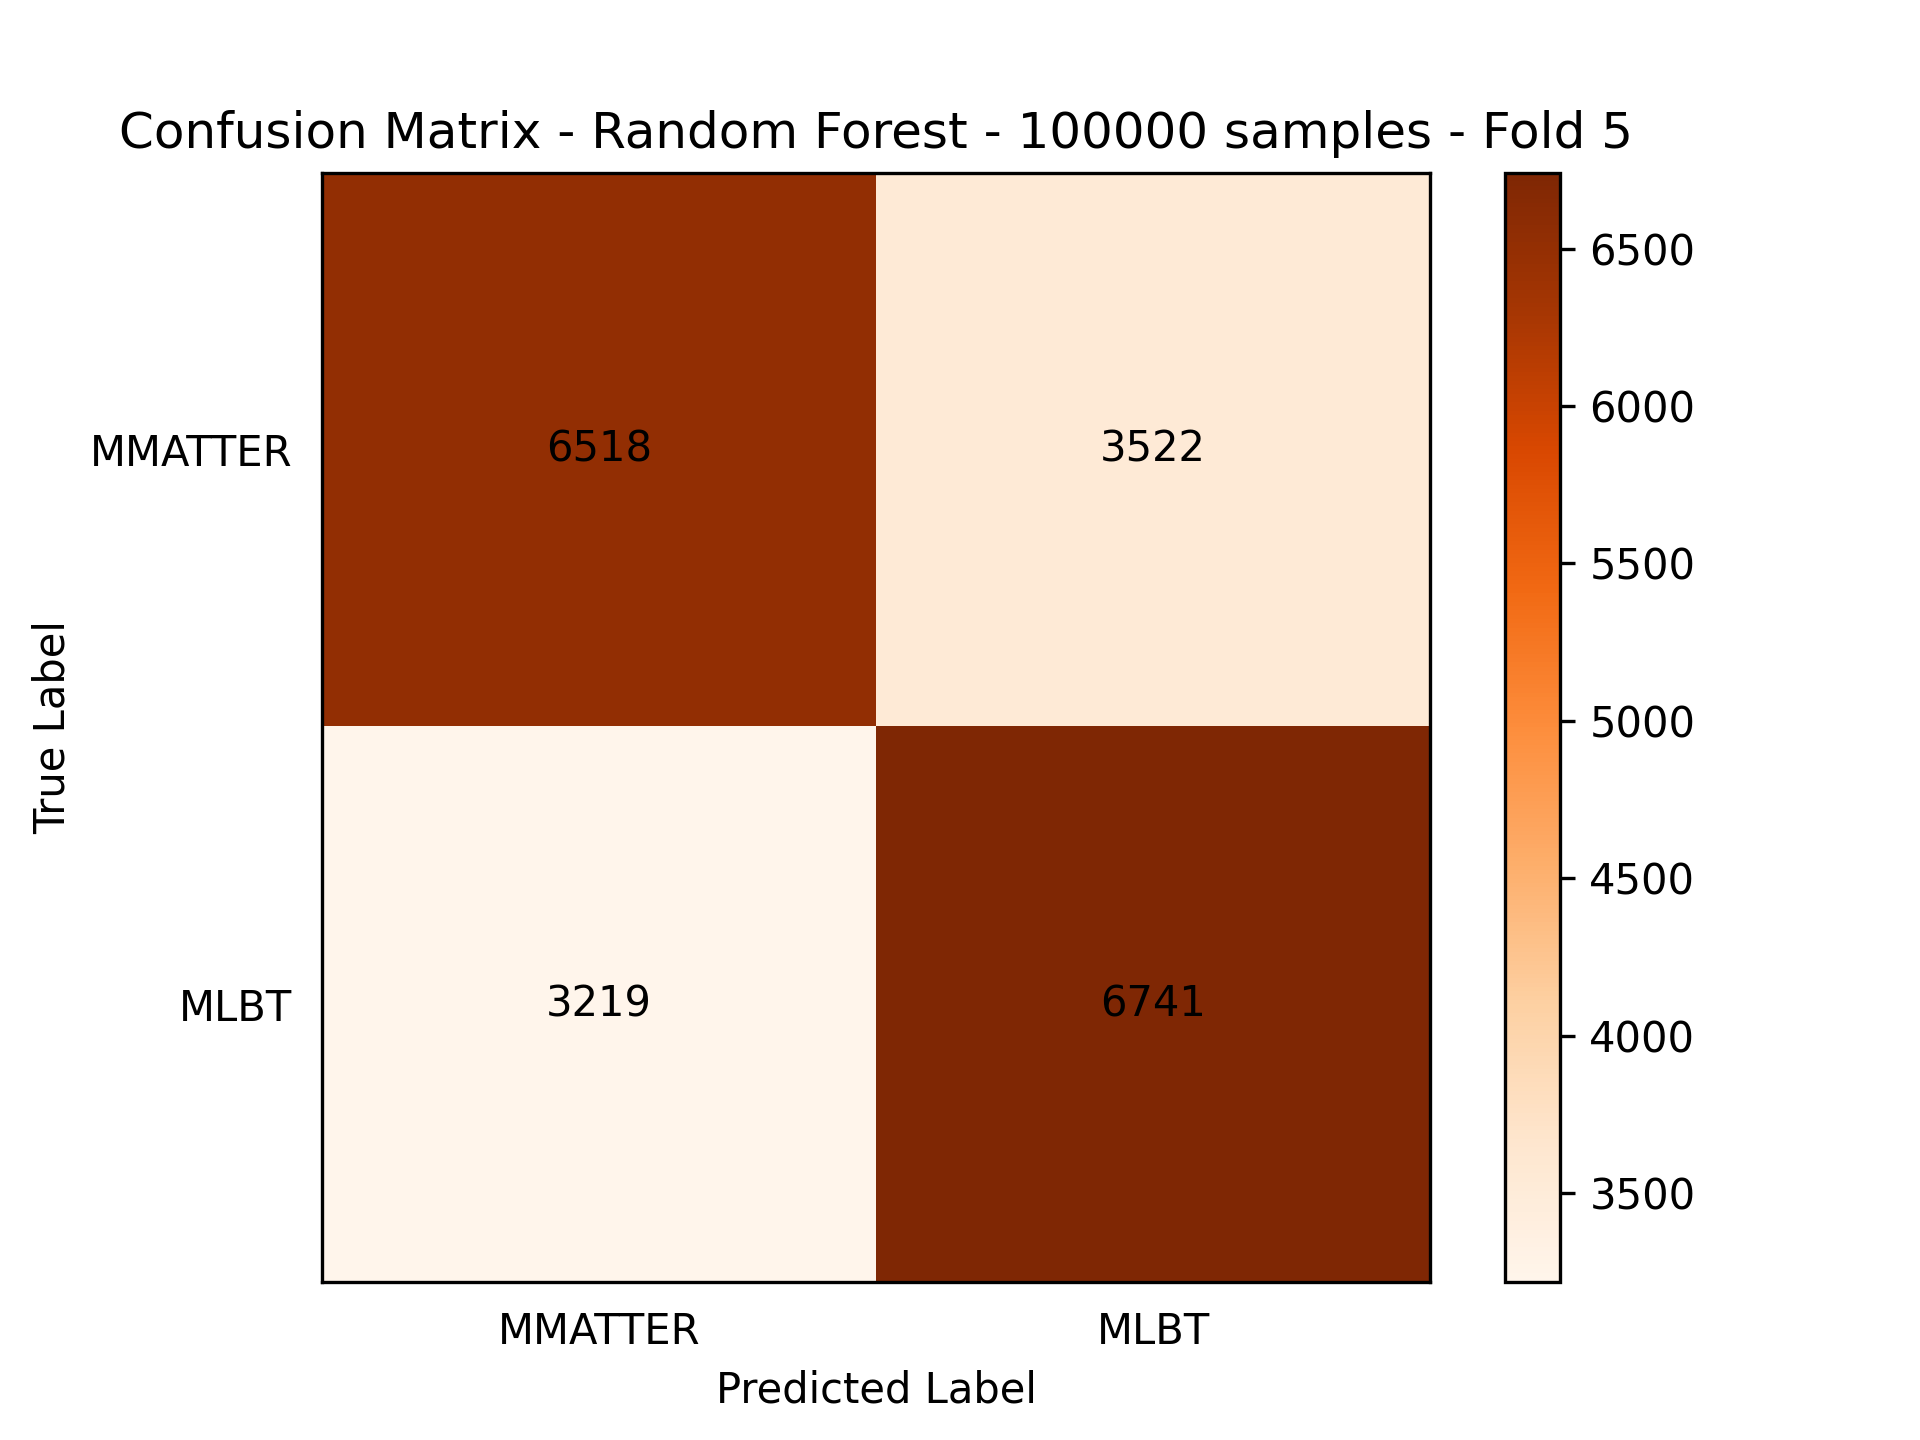 Confusion Matrix - Random Forest - 100000 samples - Fold 5
True Label
MMATTER
MLBT
6518
3522
3219
6741
MMATTER
MLBT
Predicted Label
6500
6000
5500
5000
4500
4000
3500